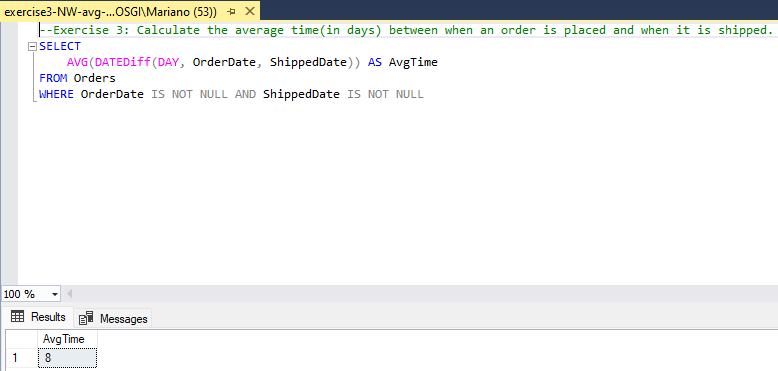 exercise3-NW-avg-...OSGI\Mariano (53))
--Exercise 3: Calculate the average time(in days) between when an order is placed and when it is shipped.
SELECT
AVG(DATEDiff(DAY, OrderDate, ShippedDate)) AS AvgTime
FROM Orders
WHERE OrderDate IS NOT NULL AND ShippedDate IS NOT NULL
100 %
Results Messages
AvgTime
1 8